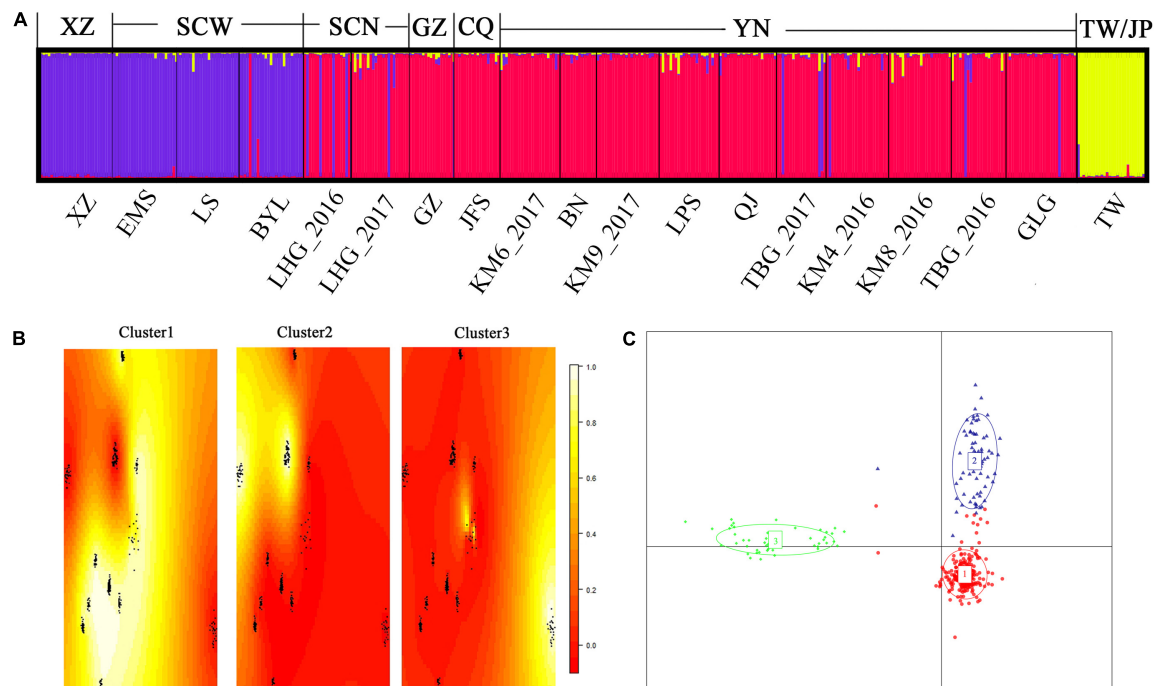 A
XZ SCW SCN GZ CQ YN TW/JP
XZ EMS LS BYL LHG_2016 LHG_2017 GZ JFS KM6_2017 BN KM9_2017 LPS QJ TBG_2017 KM4_2016 KM8_2016 TBG_2016 GLG TW
B Cluster1 Cluster2 Cluster3 C
1.0
0.8
0.6
0.4
0.2
0.0
2
3
1